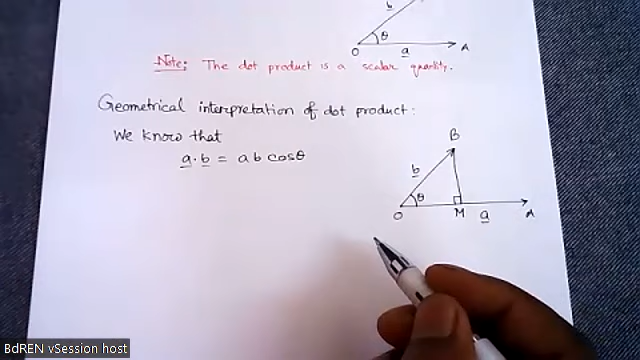 b
θ
O
a
A
Note: The dot product is a scalar quantity.
Geometrical interpretation of dot product:
We know that
a · b = ab cosθ
B
b
θ
O
M
a
A
BdREN vSession host